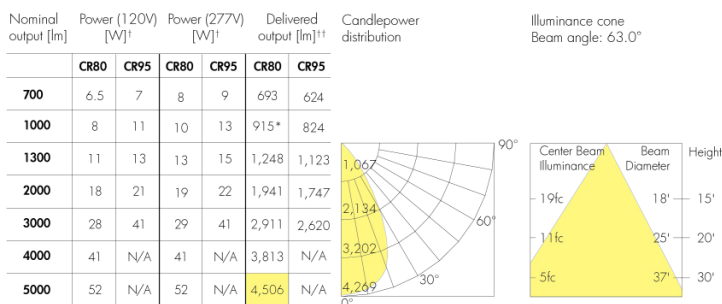 Nominal output [lm] Power (120V) [W]† Power (277V) [W]† Delivered output [lm]††
CR80 CR95 CR80 CR95 CR80 CR95
700 6.5 7 8 9 693 624
1000 8 11 10 13 915* 824
1300 11 13 13 15 1,248 1,123
2000 18 21 19 22 1,941 1,747
3000 28 41 29 41 2,911 2,620
4000 41 N/A 41 N/A 3,813 N/A
5000 52 N/A 52 N/A 4,506 N/A
Candlepower
distribution
90°
1,067
2,134
60°
3,202
30°
4,269
0°
Illuminance cone
Beam angle: 63.0°
Center Beam Illuminance Beam Diameter Height
19fc 18' 15'
11fc 25' 20'
5fc 37' 30'